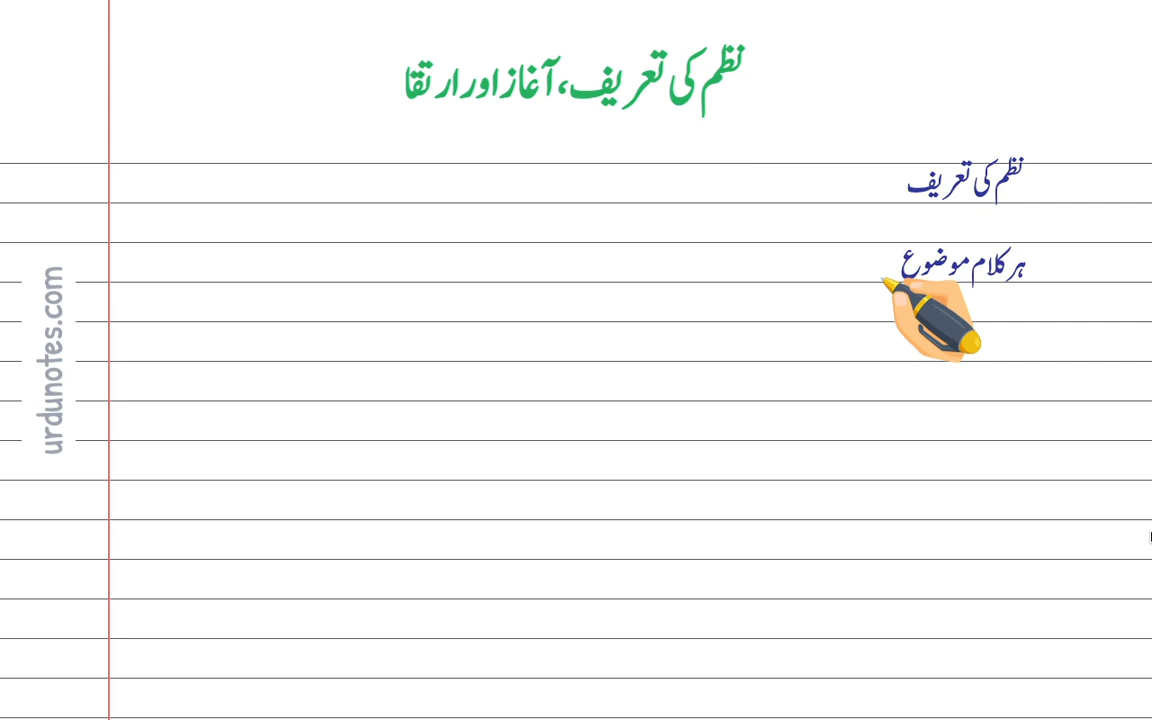 نظم کی تعریف، آغاز اور ارتقا
نظم کی تعریف
ہر کلام موضوع
urdunotes.com